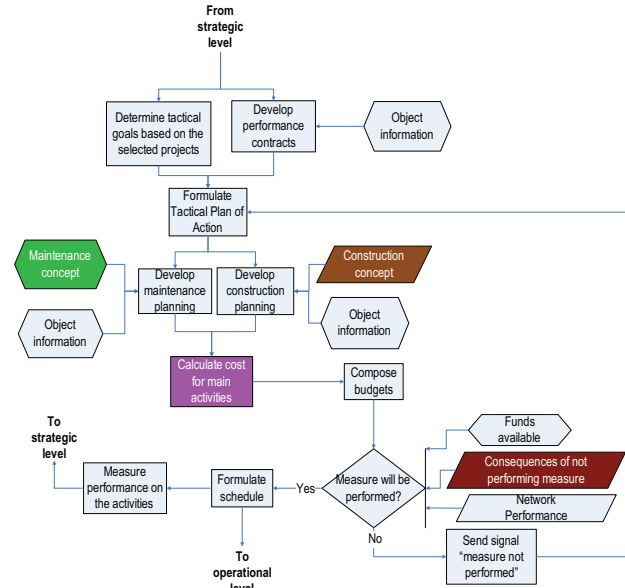 From
strategic
level
Determine tactical
goals based on the
selected projects
Develop
performance
contracts
Object
information
Formulate
Tactical Plan of
Action
Maintenance
concept
Develop
maintenance
planning
Develop
construction
planning
Construction
concept
Object
information
Object
information
Calculate cost
for main
activities
Compose
budgets
To
strategic
level
Measure
performance on
the activities
Formulate
schedule
Yes
Measure will be
performed?
Funds
available
Consequences of not
performing measure
Network
Performance
No
Send signal
“measure not
performed”
To
operational
level